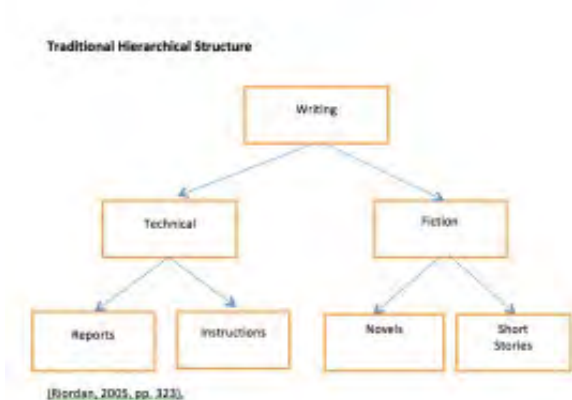 Traditional Hierarchical Structure
Writing
Technical
Fiction
Reports
Instructions
Novels
Short
Stories
(Riordan, 2005, pp. 323).